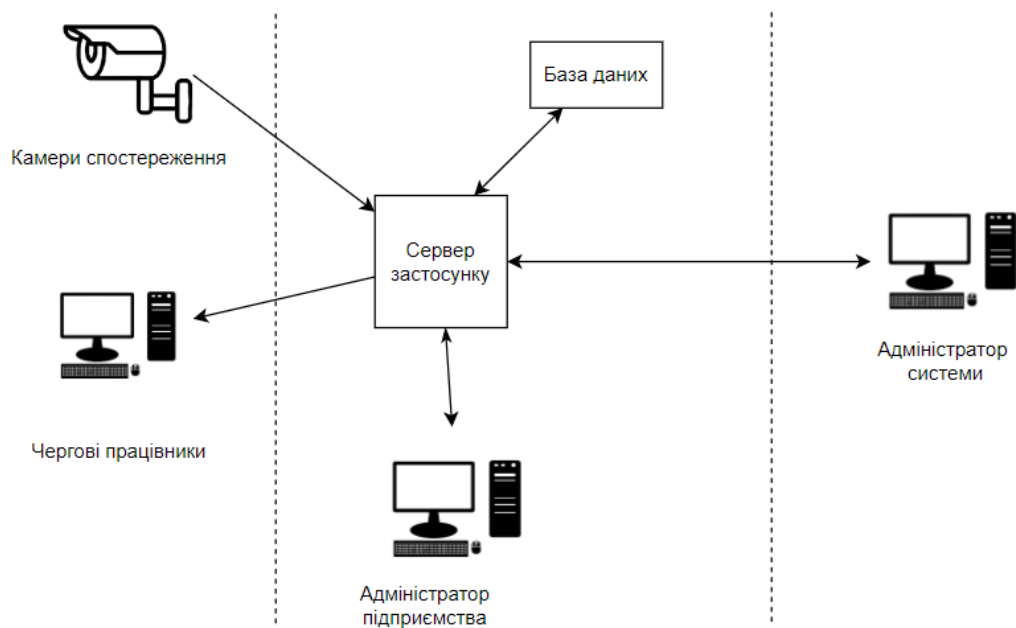 База даних
Камери спостереження
Сервер
застосунку
Адміністратор
системи
Чергові працівники
Адміністратор
підприємства